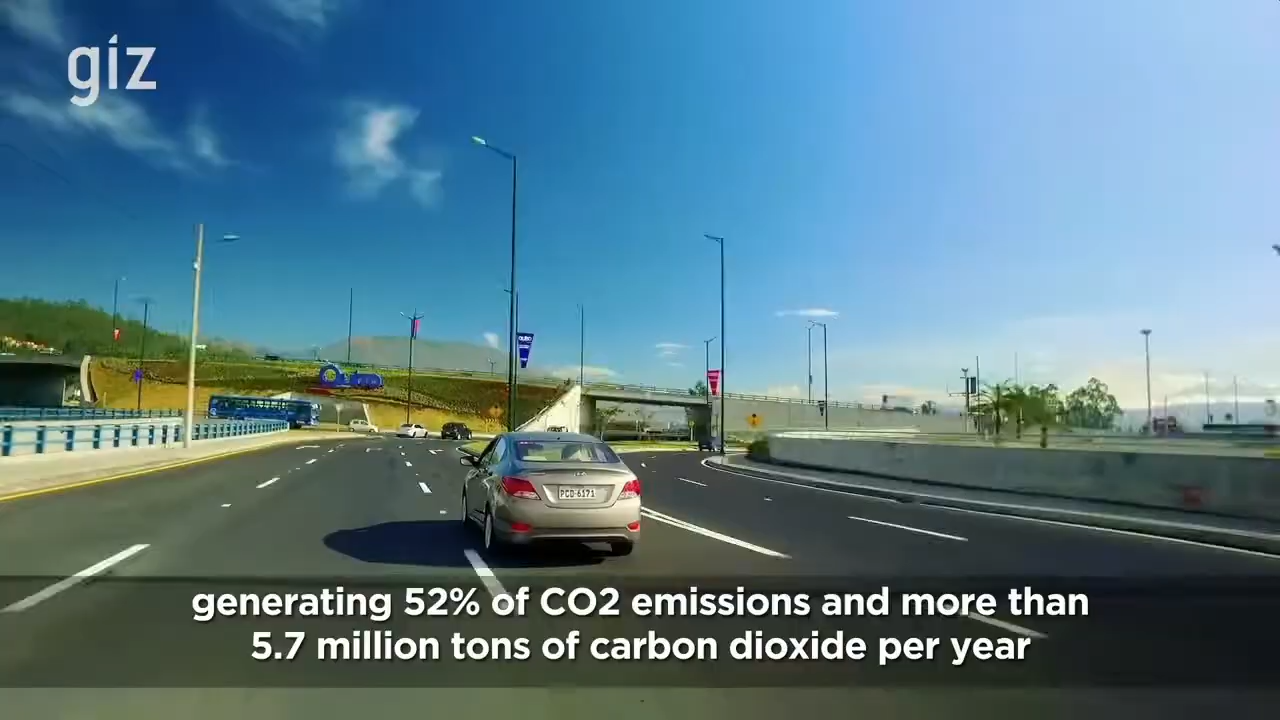 giz
PCD-6171
generating 52% of CO2 emissions and more than
5.7 million tons of carbon dioxide per year